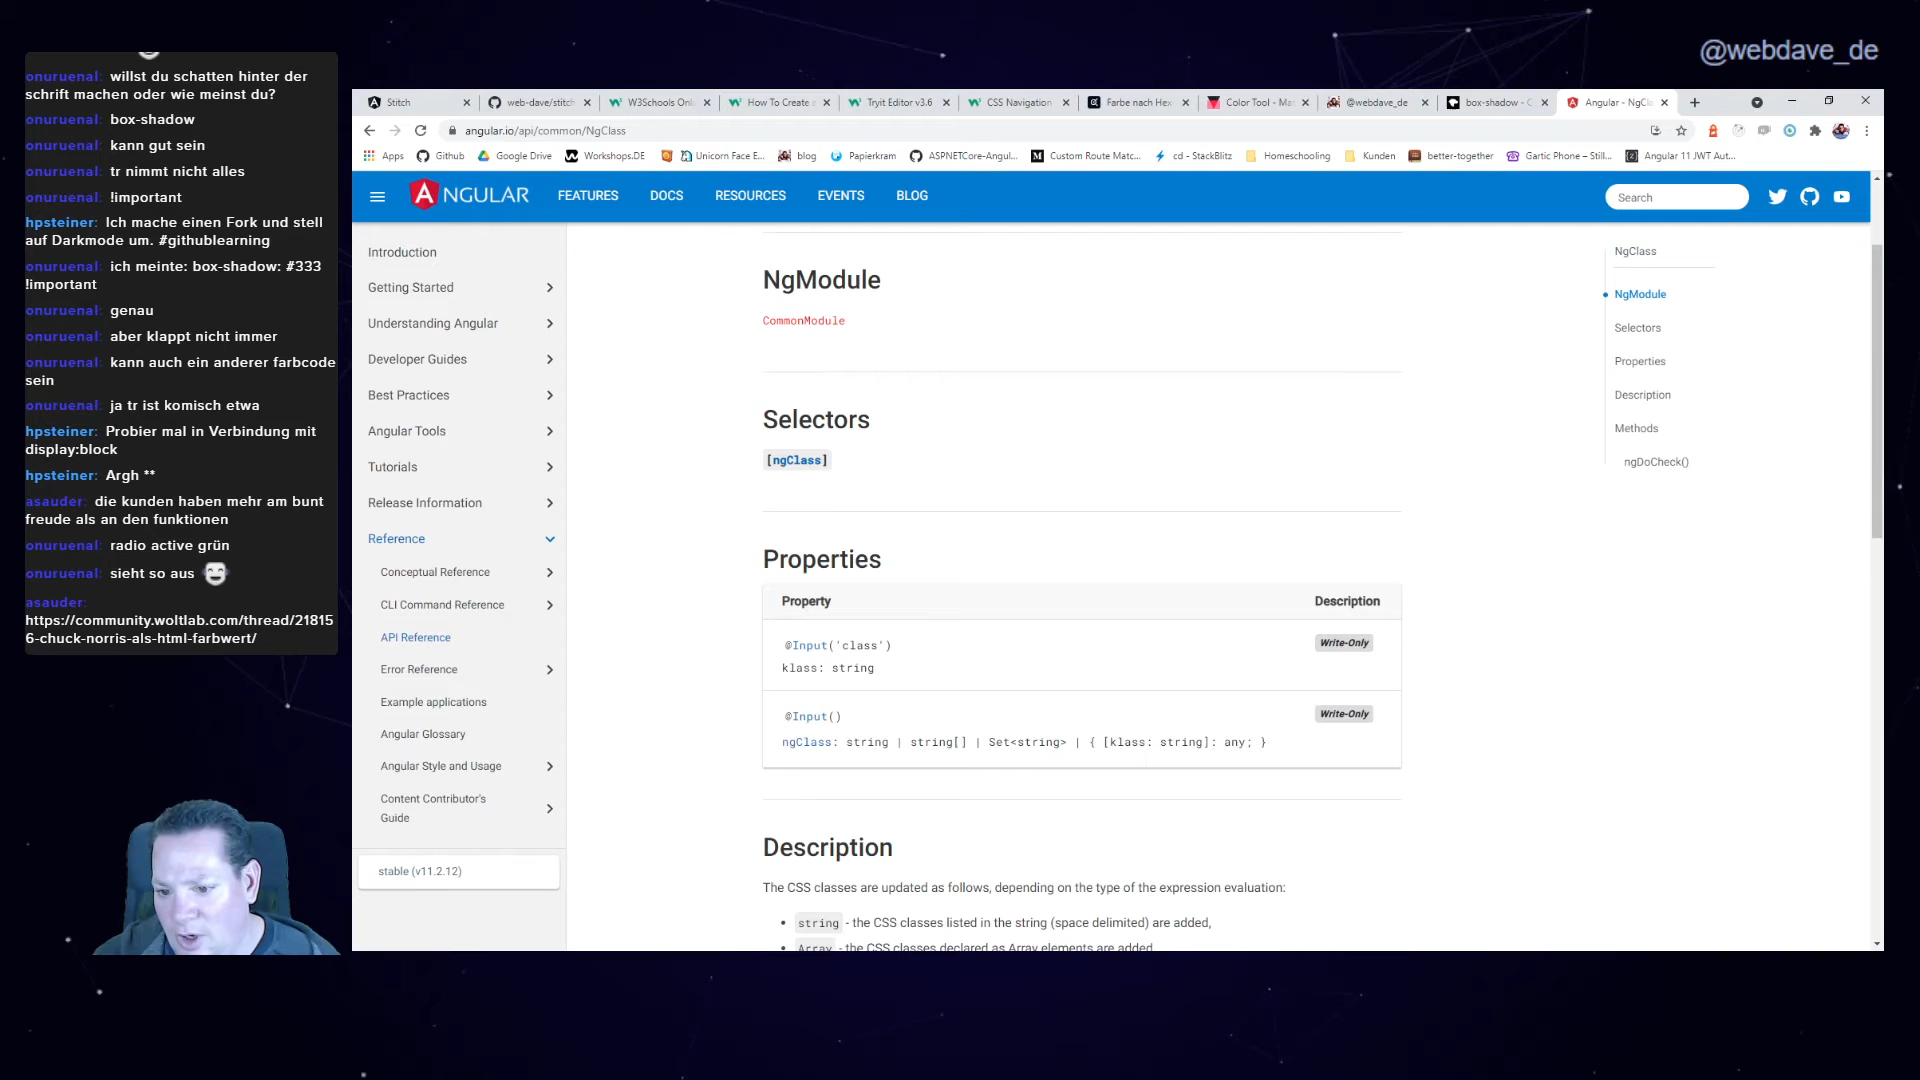 @webdave_de
onuruenal: willst du schatten hinter der
schrift machen oder wie meinst du?
onuruenal: box-shadow
onuruenal: kann gut sein
onuruenal: tr nimmt nicht alles
onuruenal: !important
hpsteiner: Ich mache einen Fork und stell
auf Darkmode um. #githublearning
onuruenal: ich meinte: box-shadow: #333
!important
onuruenal: genau
onuruenal: aber klappt nicht immer
onuruenal: kann auch ein anderer farbcode
sein
onuruenal: ja tr ist komisch etwa
hpsteiner: Probier mal in Verbindung mit
display:block
hpsteiner: Argh **
asauder: die kunden haben mehr am bunt
freude als an den funktionen
onuruenal: radio active grün
onuruenal: sieht so aus
asauder:
https://community.woltlab.com/thread/21815
6-chuck-norris-als-html-farbwert/
Stitch
web-dave/stitch
W3Schools Onl
How To Create a
Tryit Editor v3.6
CSS Navigation
Farbe nach Hex
Color Tool - Ma
@webdave_de
box-shadow - C
Angular - NgCla
angular.io/api/common/NgClass
Apps
Github
Google Drive
Workshops.DE
Unicorn Face E...
blog
Papierkram
ASPNETCore-Angul...
Custom Route Matc...
cd - StackBlitz
Homeschooling
Kunden
better-together
Gartic Phone – Still...
Angular 11 JWT Aut...
ANGULAR
FEATURES
DOCS
RESOURCES
EVENTS
BLOG
Search
Introduction
Getting Started
Understanding Angular
Developer Guides
Best Practices
Angular Tools
Tutorials
Release Information
Reference
Conceptual Reference
CLI Command Reference
API Reference
Error Reference
Example applications
Angular Glossary
Angular Style and Usage
Content Contributor's
Guide
stable (v11.2.12)
NgModule
CommonModule
Selectors
[ngClass]
Properties
Property Description
@Input('class') Write-Only
klass: string
@Input() Write-Only
ngClass: string | string[] | Set<string> | { [klass: string]: any; }
Description
The CSS classes are updated as follows, depending on the type of the expression evaluation:
• string - the CSS classes listed in the string (space delimited) are added,
• Array - the CSS classes declared as Array elements are added
NgClass
NgModule
Selectors
Properties
Description
Methods
ngDoCheck()